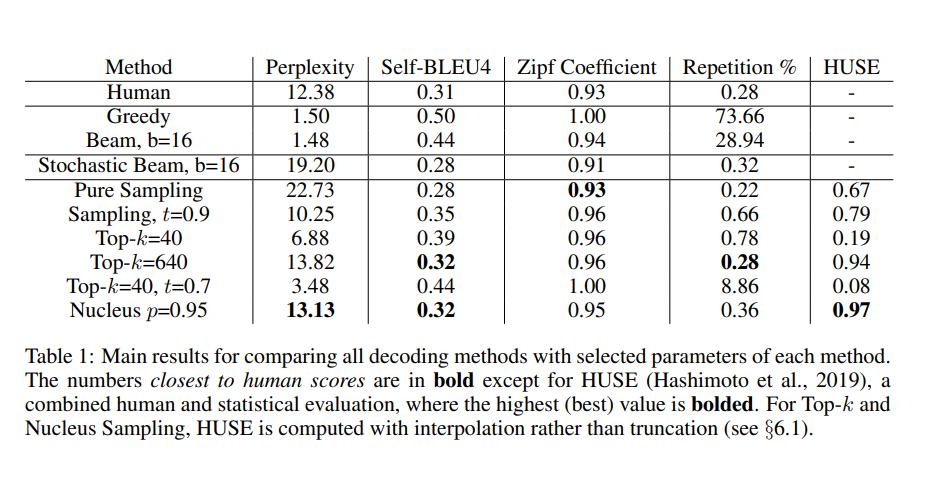 Method Perplexity Self-BLEU4 Zipf Coefficient Repetition % HUSE
Human 12.38 0.31 0.93 0.28 -
Greedy 1.50 0.50 1.00 73.66 -
Beam, b=16 1.48 0.44 0.94 28.94 -
Stochastic Beam, b=16 19.20 0.28 0.91 0.32 -
Pure Sampling 22.73 0.28 0.93 0.22 0.67
Sampling, t=0.9 10.25 0.35 0.96 0.66 0.79
Top-k=40 6.88 0.39 0.96 0.78 0.19
Top-k=640 13.82 0.32 0.96 0.28 0.94
Top-k=40, t=0.7 3.48 0.44 1.00 8.86 0.08
Nucleus p=0.95 13.13 0.32 0.95 0.36 0.97
Table 1: Main results for comparing all decoding methods with selected parameters of each method.
The numbers closest to human scores are in bold except for HUSE (Hashimoto et al., 2019), a
combined human and statistical evaluation, where the highest (best) value is bolded. For Top-k and
Nucleus Sampling, HUSE is computed with interpolation rather than truncation (see §6.1).